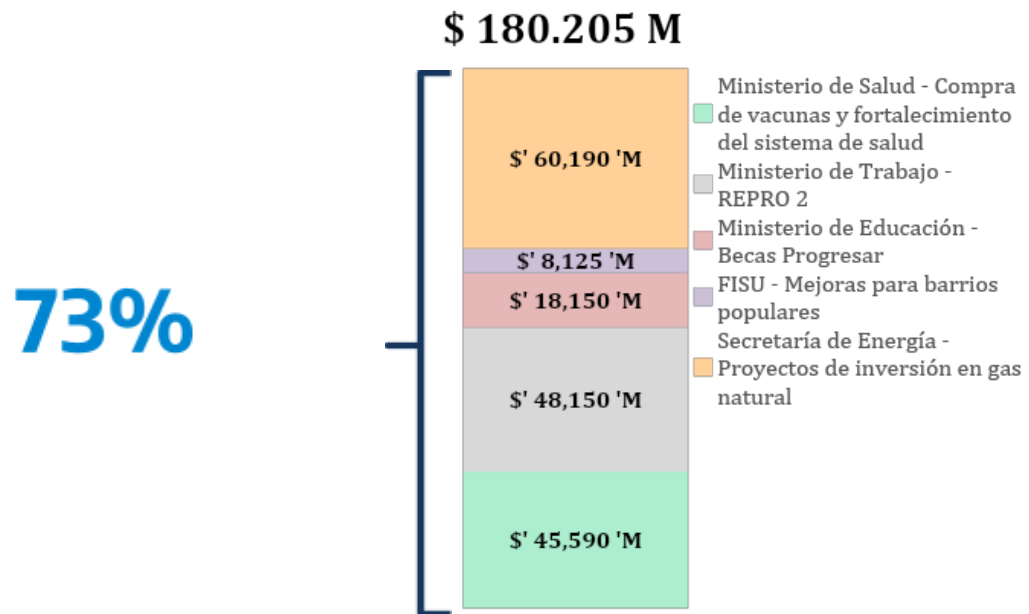 $ 180.205 M
73%
$' 60,190 'M
$' 8,125 'M
$' 18,150 'M
$' 48,150 'M
$' 45,590 'M
Ministerio de Salud - Compra
de vacunas y fortalecimiento
del sistema de salud
Ministerio de Trabajo -
REPRO 2
Ministerio de Educación -
Becas Progresar
FISU - Mejoras para barrios
populares
Secretaría de Energía -
Proyectos de inversión en gas
natural